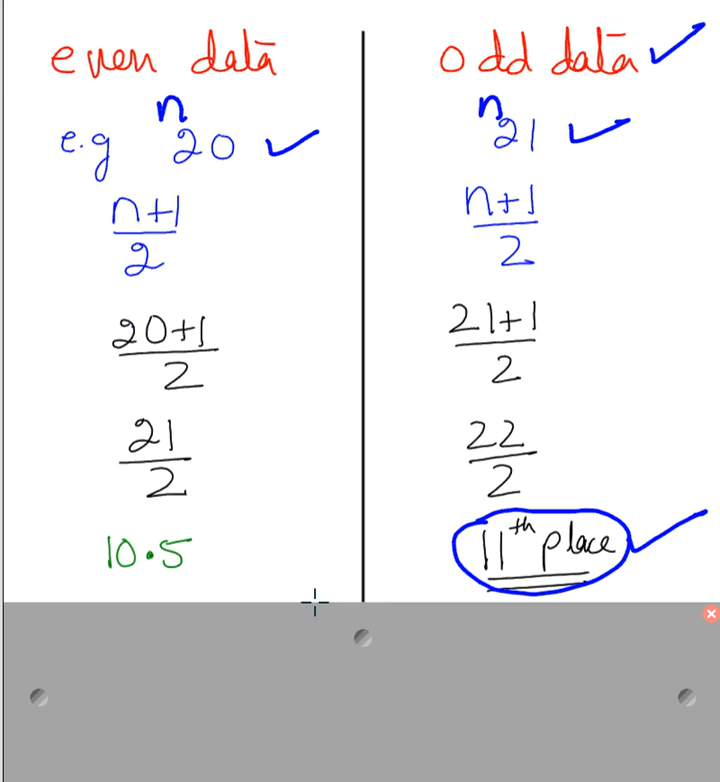 even data
n
e.g 20
n+1
2
20+1
2
21
2
10.5
odd data
n
21
n+1
2
21+1
2
22
2
11th place